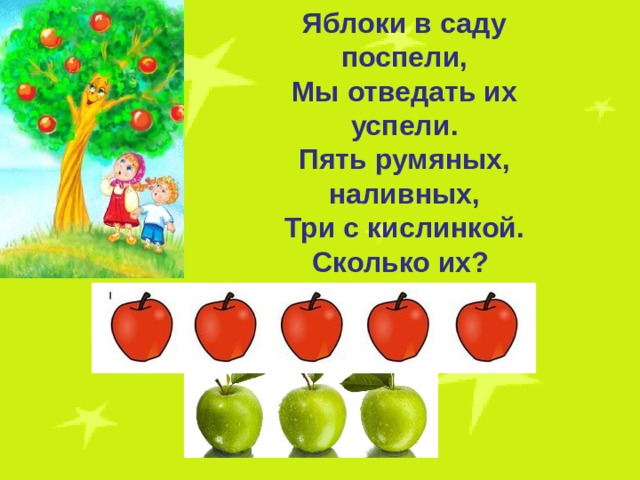 Яблоки в саду
поспели,
Мы отведать их
успели.
Пять румяных,
наливных,
Три с кислинкой.
Сколько их?